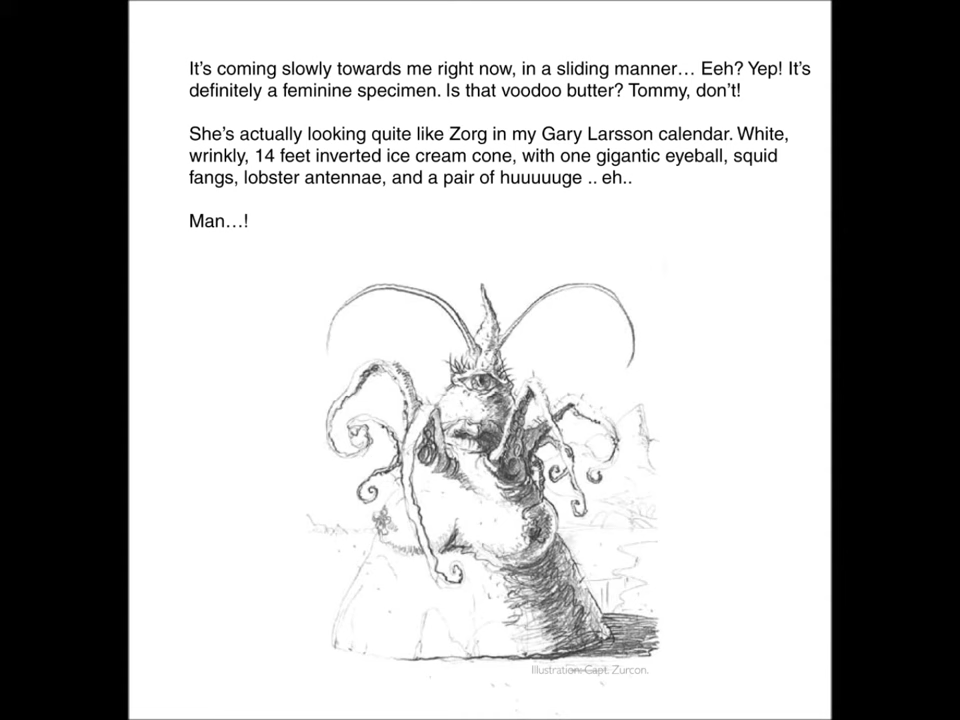 It’s coming slowly towards me right now, in a sliding manner… Eeh? Yep! It’s
definitely a feminine specimen. Is that voodoo butter? Tommy, don’t!
She’s actually looking quite like Zorg in my Gary Larsson calendar. White,
wrinkly, 14 feet inverted ice cream cone, with one gigantic eyeball, squid
fangs, lobster antennae, and a pair of huuuuuge .. eh..
Man…!
Illustration: Capt. Zurcon.